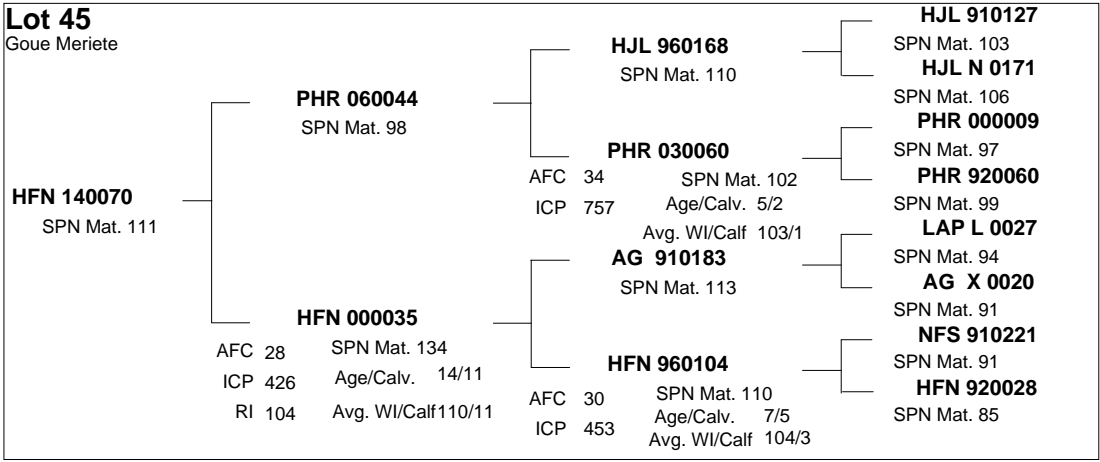 Lot 45
Goue Meriete
HFN 140070
SPN Mat. 111
PHR 060044
SPN Mat. 98
HFN 000035
AFC 28 SPN Mat. 134
ICP 426 Age/Calv. 14/11
RI 104 Avg. WI/Calf 110/11
HJL 960168
SPN Mat. 110
PHR 030060
AFC 34 SPN Mat. 102
ICP 757 Age/Calv. 5/2
Avg. WI/Calf 103/1
AG 910183
SPN Mat. 113
HFN 960104
AFC 30 SPN Mat. 110
ICP 453 Age/Calv. 7/5
Avg. WI/Calf 104/3
HJL 910127
SPN Mat. 103
HJL N 0171
SPN Mat. 106
PHR 000009
SPN Mat. 97
PHR 920060
SPN Mat. 99
LAP L 0027
SPN Mat. 94
AG X 0020
SPN Mat. 91
NFS 910221
SPN Mat. 91
HFN 920028
SPN Mat. 85